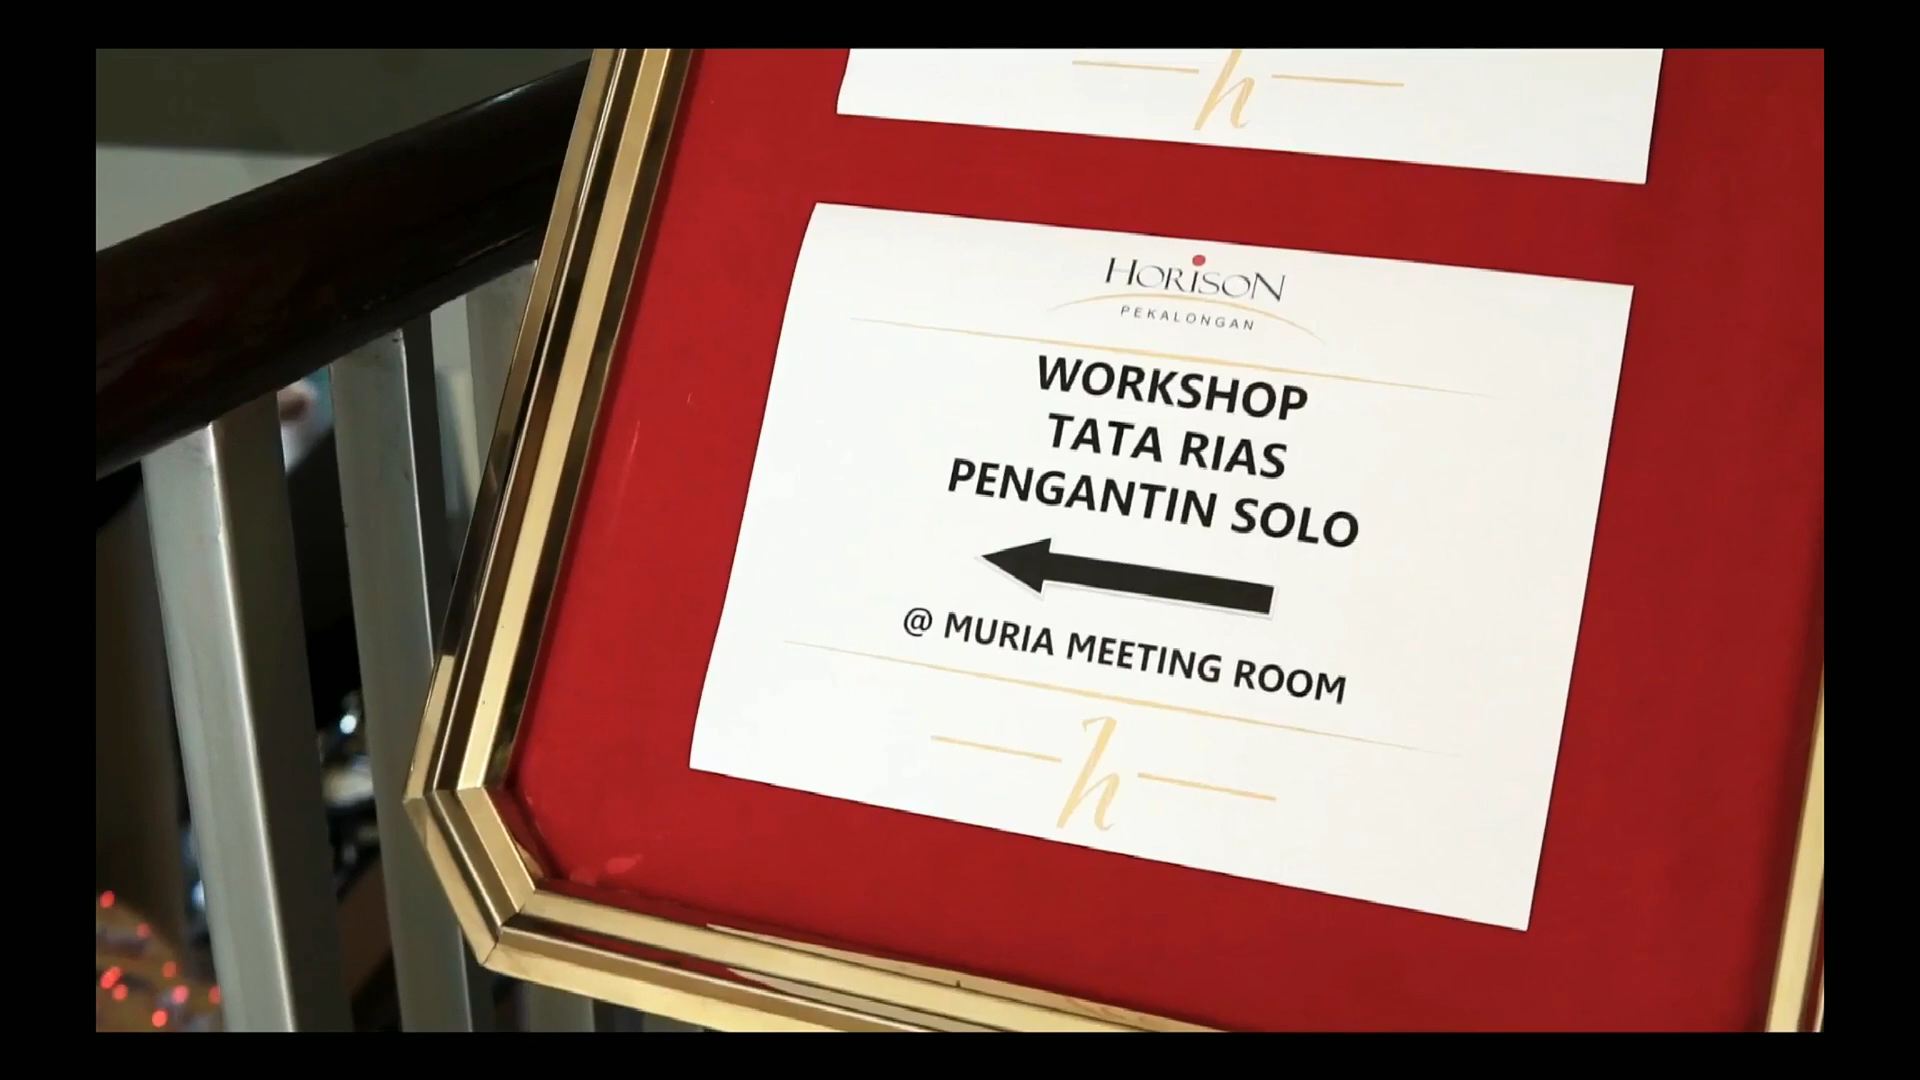 h
HORISON
PEKALONGAN
WORKSHOP
TATA RIAS
PENGANTIN SOLO
@ MURIA MEETING ROOM
h